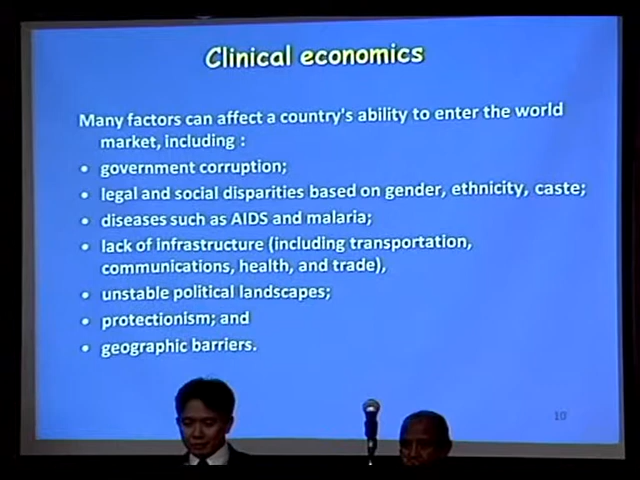 Clinical economics
Many factors can affect a country's ability to enter the world
market, including :
• government corruption;
• legal and social disparities based on gender, ethnicity, caste;
• diseases such as AIDS and malaria;
• lack of infrastructure (including transportation,
communications, health, and trade),
• unstable political landscapes;
• protectionism; and
• geographic barriers.
10